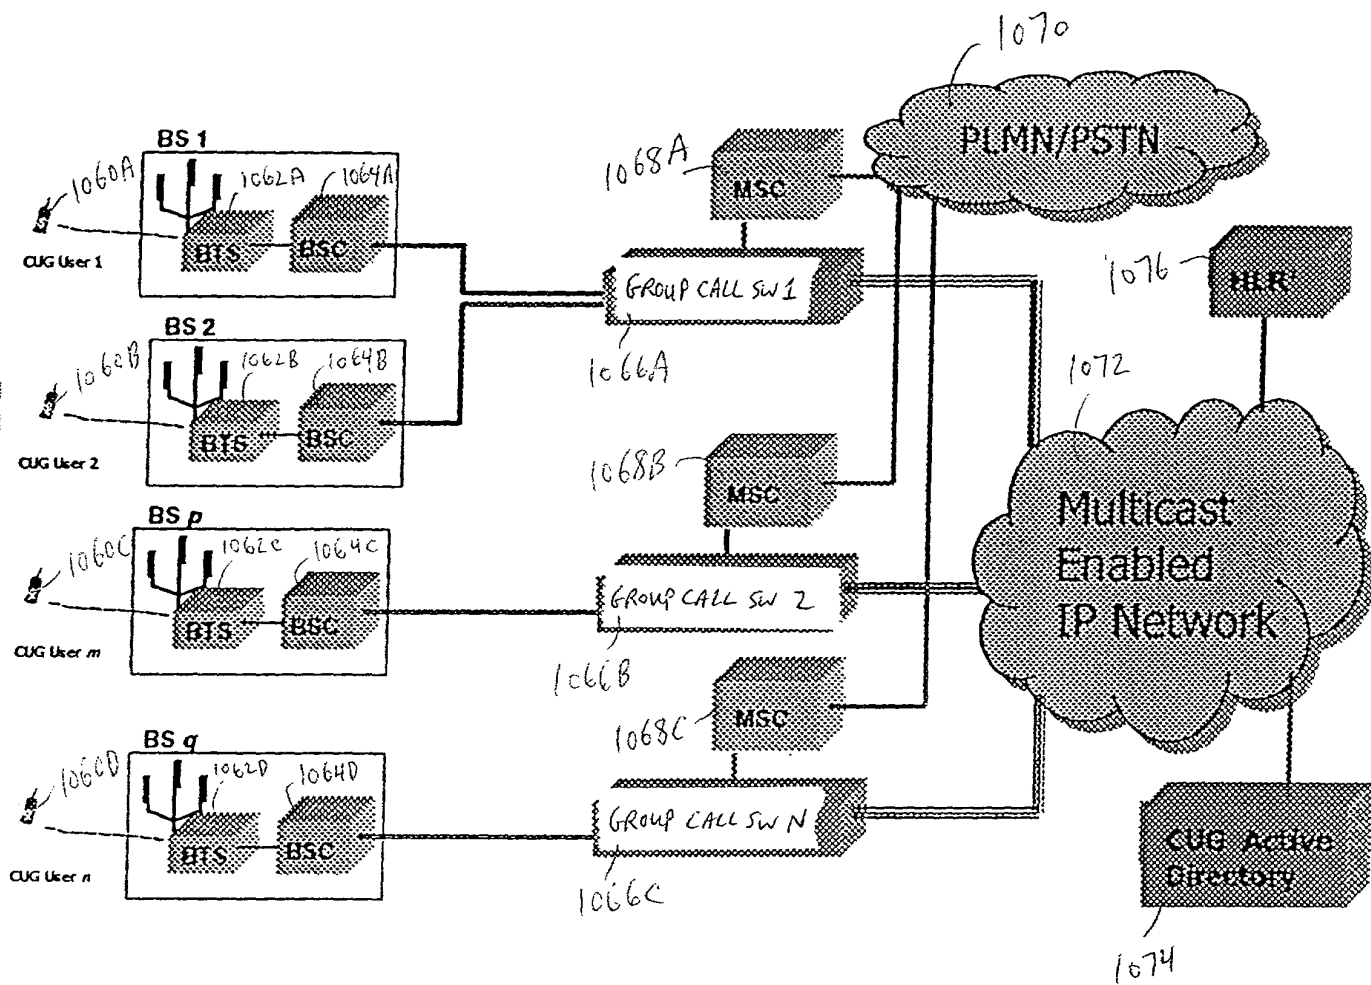 1070
PLMN/PSTN
BS 1
1060A
1062A
1064A
BTS
BSC
CUG User 1
1068A
MSC
GROUP CALL SW 1
1066A
1076
HLR
BS 2
1060B
1062B
1064B
BTS
BSC
CUG User 2
1072
Multicast
Enabled
IP Network
1068B
MSC
BS p
1060C
1062C
1064C
BTS
BSC
CUG User m
GROUP CALL SW 2
1066B
1068C
MSC
BS q
1060D
1062D
1064D
BTS
BSC
CUG User n
GROUP CALL SW N
1066C
CUG Active
Directory
1074